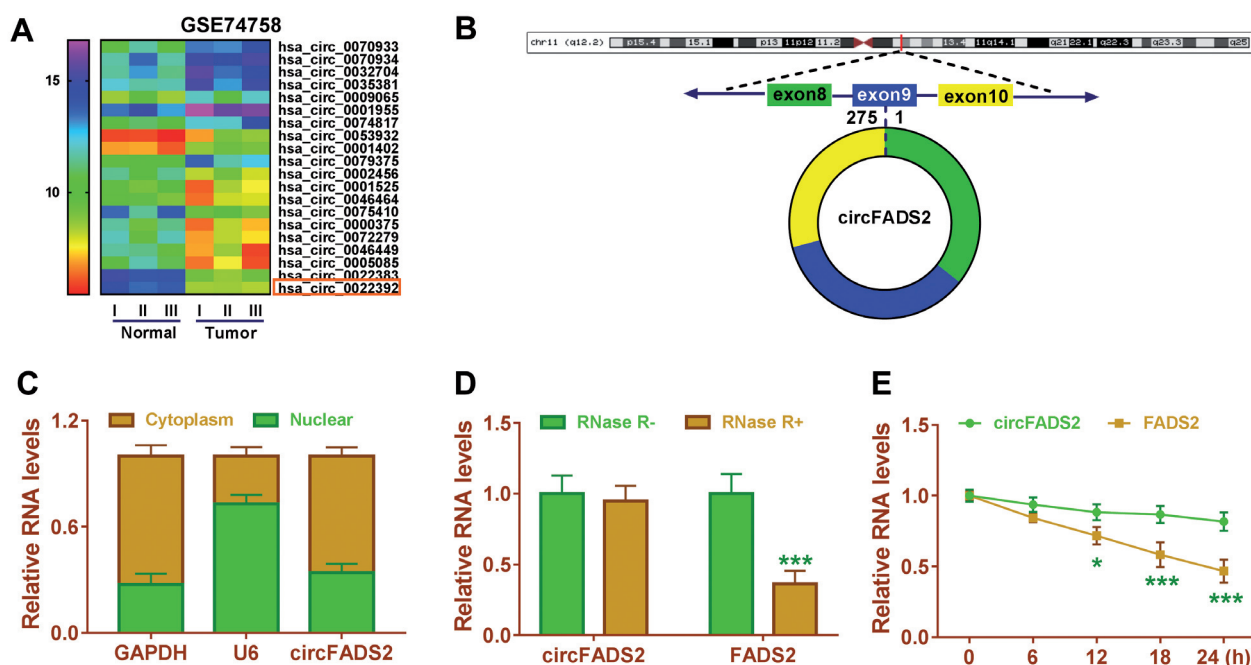 A
GSE74758
15
10
hsa_circ_0070933
hsa_circ_0070934
hsa_circ_0032704
hsa_circ_0035381
hsa_circ_0009065
hsa_circ_0001955
hsa_circ_0074817
hsa_circ_0053932
hsa_circ_0001402
hsa_circ_0079375
hsa_circ_0002456
hsa_circ_0001525
hsa_circ_0046464
hsa_circ_0075410
hsa_circ_0000375
hsa_circ_0072279
hsa_circ_0046449
hsa_circ_0005085
hsa_circ_0022383
hsa_circ_0022392
I II III I II III
Normal Tumor
B
chr11 (q12.2) p15.4 15.1 p13 11p12 11.2 13.4 11q14.1 q21 22.1 q22.3 q23.3 q25
exon8 exon9 exon10
275 1
circFADS2
C
Cytoplasm
Nuclear
Relative RNA levels
1.2
0.6
0.0
GAPDH U6 circFADS2
D
RNase R- RNase R+
Relative RNA levels
1.5
1.0
0.5
0.0
***
circFADS2 FADS2
E
circFADS2 FADS2
Relative RNA levels
1.5
1.0
0.5
0.0
* *** ***
0 6 12 18 24 (h)